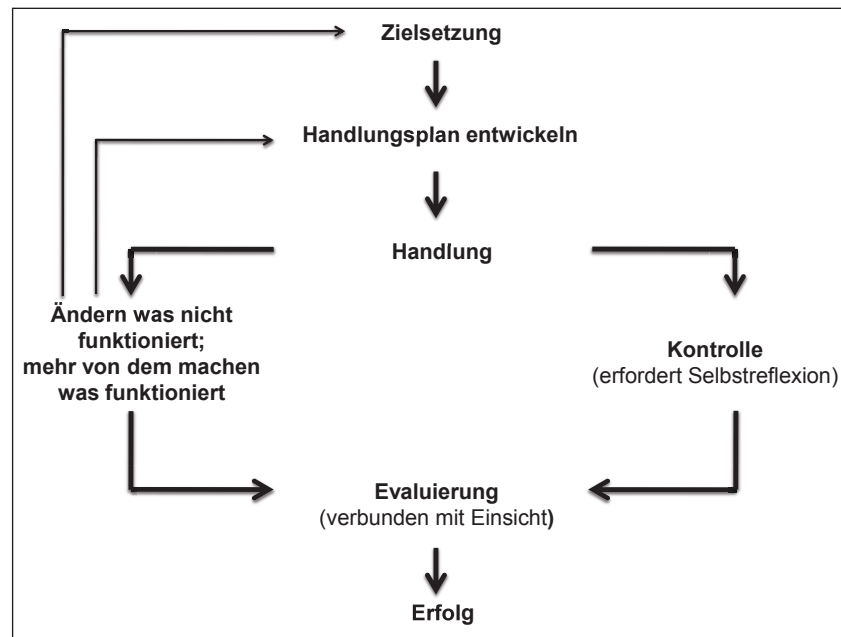 Zielsetzung
Handlungsplan entwickeln
Handlung
Ändern was nicht
funktioniert;
mehr von dem machen
was funktioniert
Kontrolle
(erfordert Selbstreflexion)
Evaluierung
(verbunden mit Einsicht)
Erfolg